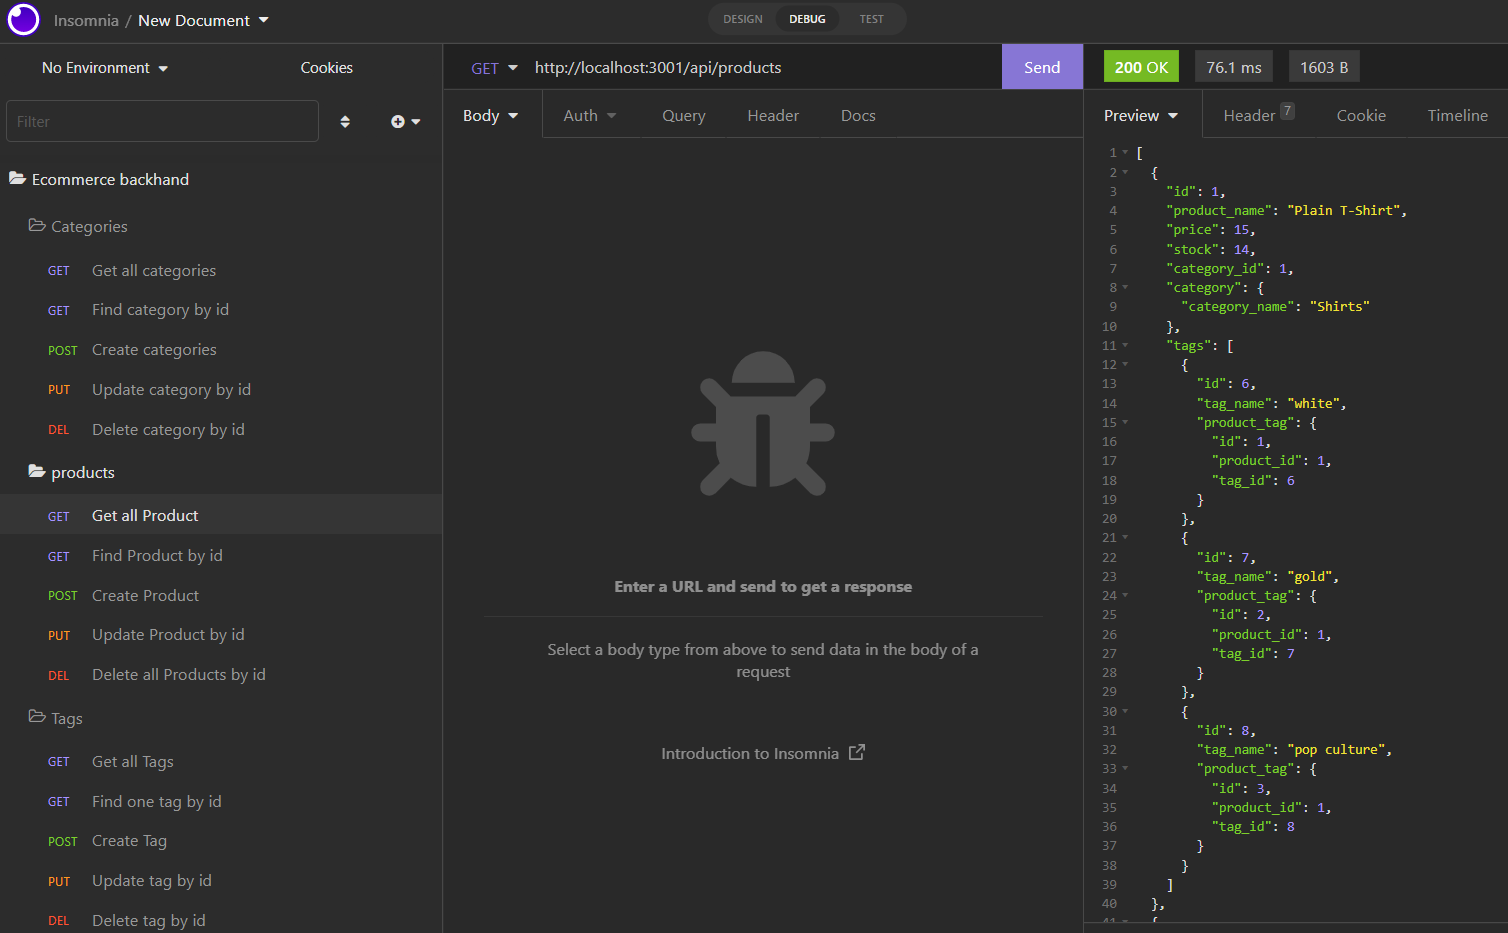 Insomnia / New Document
DESIGN DEBUG TEST
No Environment Cookies
Filter
Ecommerce backhand
Categories
GET Get all categories
GET Find category by id
POST Create categories
PUT Update category by id
DEL Delete category by id
products
GET Get all Product
GET Find Product by id
POST Create Product
PUT Update Product by id
DEL Delete all Products by id
Tags
GET Get all Tags
GET Find one tag by id
POST Create Tag
PUT Update tag by id
DEL Delete tag by id
GET http://localhost:3001/api/products Send
Body Auth Query Header Docs
Enter a URL and send to get a response
Select a body type from above to send data in the body of a
request
Introduction to Insomnia
200 OK 76.1 ms 1603 B
Preview Header 7 Cookie Timeline
1 [
2 {
3 "id": 1,
4 "product_name": "Plain T-Shirt",
5 "price": 15,
6 "stock": 14,
7 "category_id": 1,
8 "category": {
9 "category_name": "Shirts"
10 },
11 "tags": [
12 {
13 "id": 6,
14 "tag_name": "white",
15 "product_tag": {
16 "id": 1,
17 "product_id": 1,
18 "tag_id": 6
19 }
20 },
21 {
22 "id": 7,
23 "tag_name": "gold",
24 "product_tag": {
25 "id": 2,
26 "product_id": 1,
27 "tag_id": 7
28 }
29 },
30 {
31 "id": 8,
32 "tag_name": "pop culture",
33 "product_tag": {
34 "id": 3,
35 "product_id": 1,
36 "tag_id": 8
37 }
38 }
39 ]
40 },
41 {